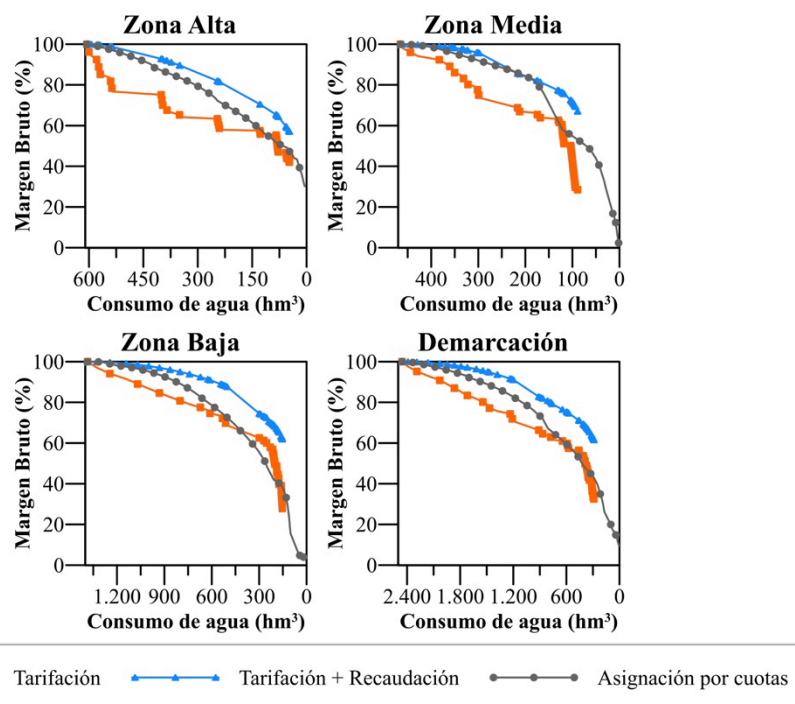 Zona Alta
Zona Media
Margen Bruto (%)
100
80
60
40
20
0
600 450 300 150 0
Consumo de agua (hm³)
Margen Bruto (%)
100
80
60
40
20
0
400 300 200 100 0
Consumo de agua (hm³)
Zona Baja
Demarcación
Margen Bruto (%)
100
80
60
40
20
0
1.200 900 600 300 0
Consumo de agua (hm³)
Margen Bruto (%)
100
80
60
40
20
0
2.400 1.800 1.200 600 0
Consumo de agua (hm³)
Tarifación Tarifación + Recaudación Asignación por cuotas